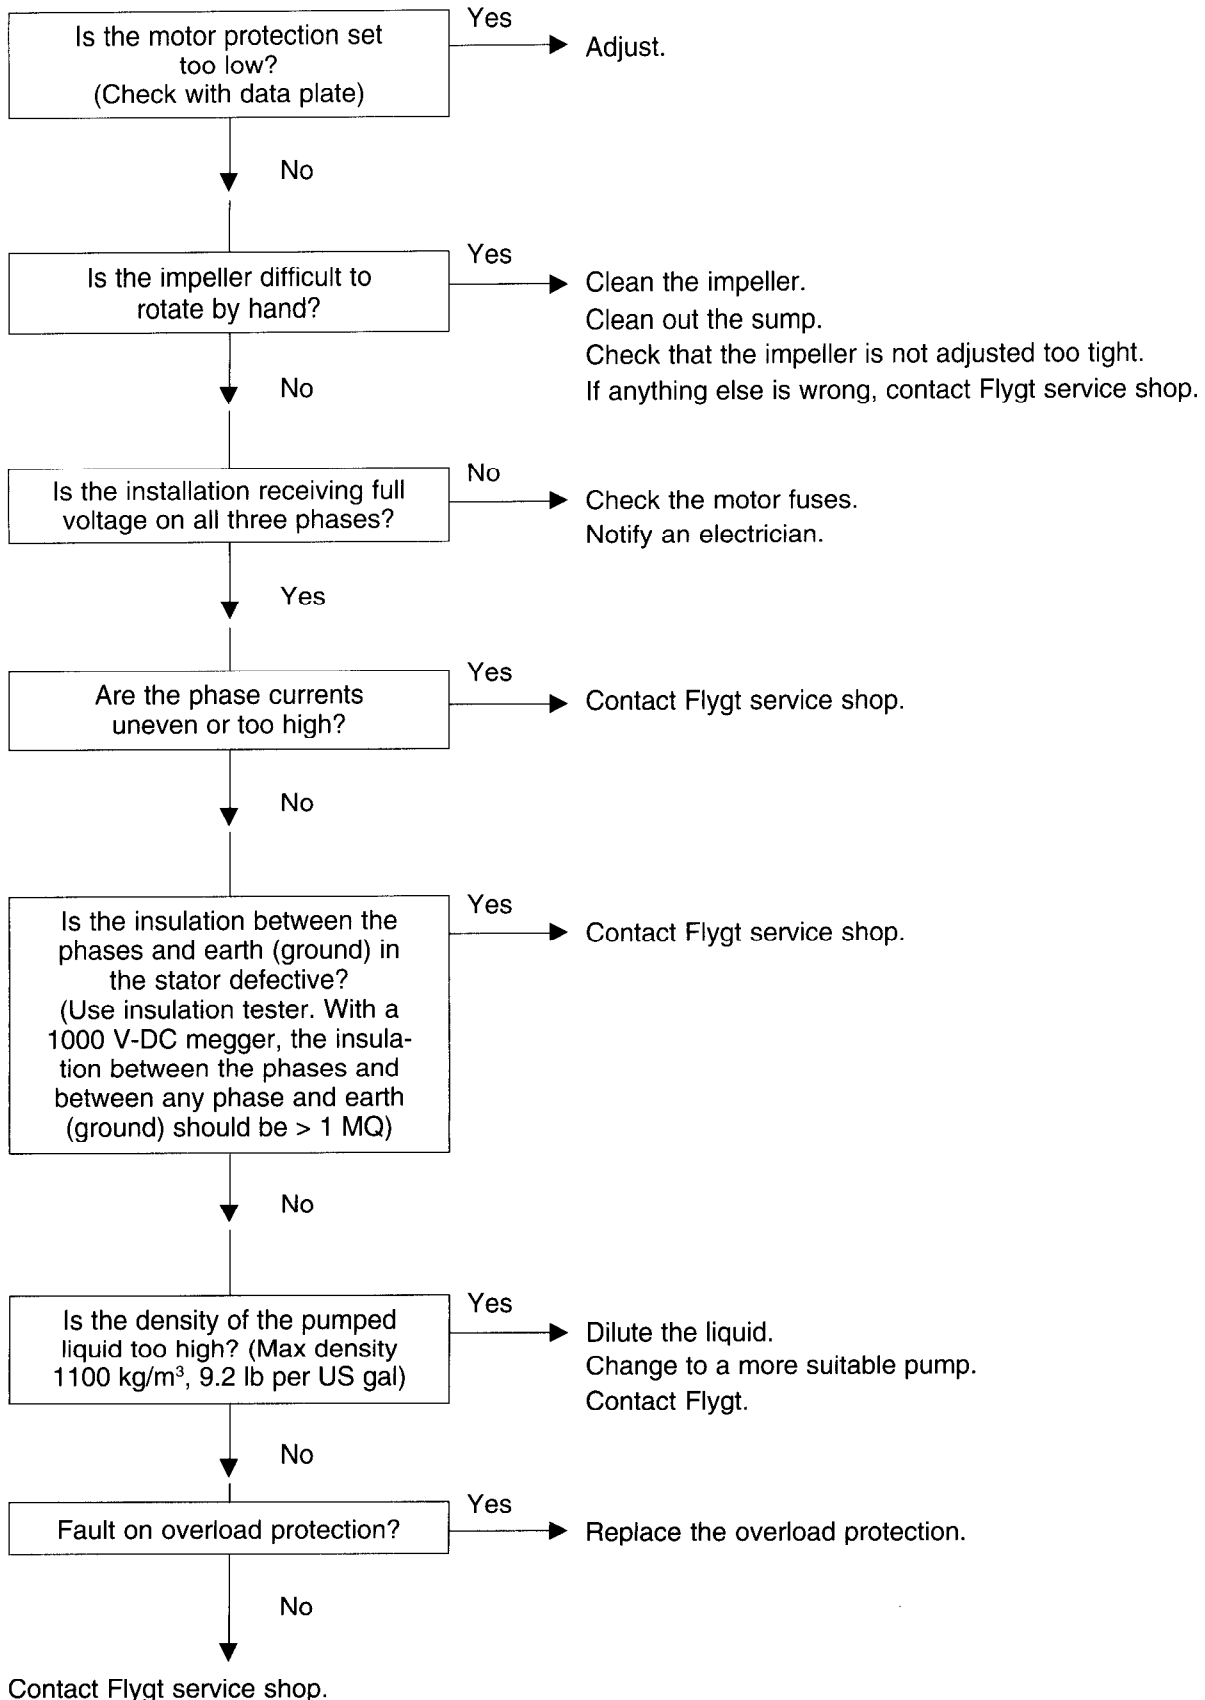 Is the motor protection set
too low?
(Check with data plate)
Yes
Adjust.
No
Is the impeller difficult to
rotate by hand?
Yes
Clean the impeller.
Clean out the sump.
Check that the impeller is not adjusted too tight.
If anything else is wrong, contact Flygt service shop.
No
Is the installation receiving full
voltage on all three phases?
No
Check the motor fuses.
Notify an electrician.
Yes
Are the phase currents
uneven or too high?
Yes
Contact Flygt service shop.
No
Is the insulation between the
phases and earth (ground) in
the stator defective?
(Use insulation tester. With a
1000 V-DC megger, the insula-
tion between the phases and
between any phase and earth
(ground) should be > 1 MQ)
Yes
Contact Flygt service shop.
No
Is the density of the pumped
liquid too high? (Max density
1100 kg/m³, 9.2 lb per US gal)
Yes
Dilute the liquid.
Change to a more suitable pump.
Contact Flygt.
No
Fault on overload protection?
Yes
Replace the overload protection.
No
Contact Flygt service shop.